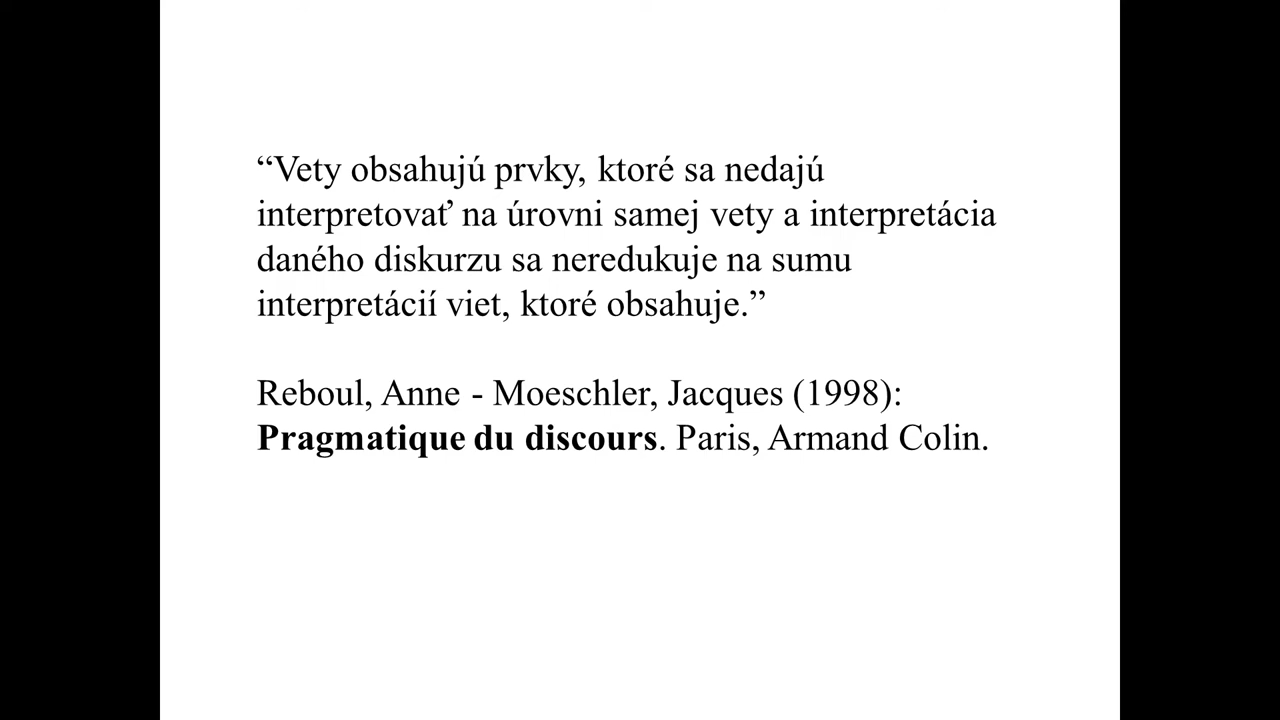 “Vety obsahujú prvky, ktoré sa nedajú
interpretovať na úrovni samej vety a interpretácia
daného diskurzu sa neredukuje na sumu
interpretácií viet, ktoré obsahuje.”
Reboul, Anne - Moeschler, Jacques (1998):
Pragmatique du discours. Paris, Armand Colin.